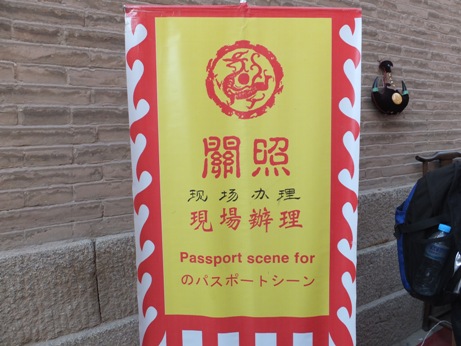 關照
现场办理
現場辦理
Passport scene for
のパスポートシーン